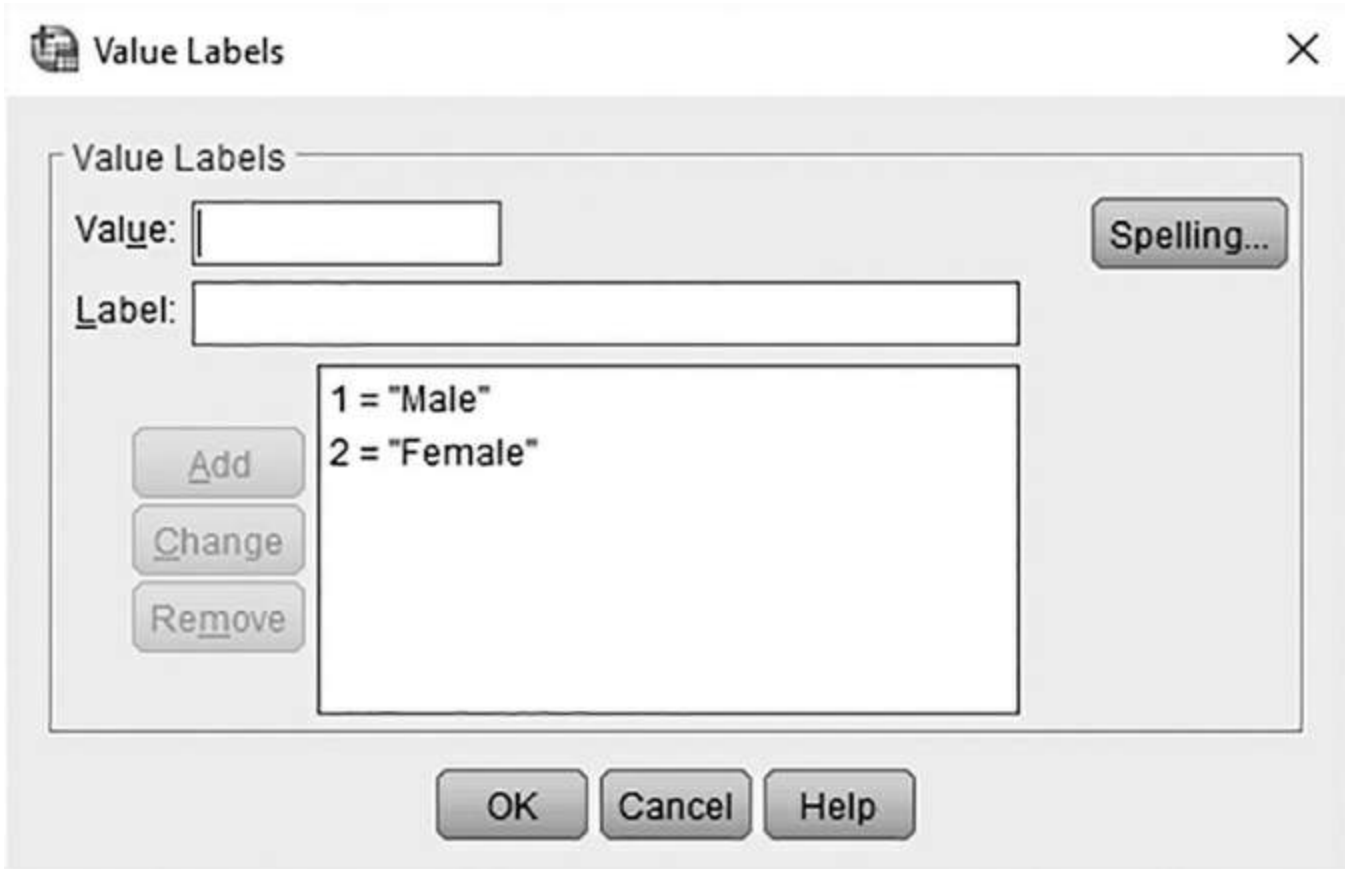 Value Labels
Value Labels
Value:
Spelling...
Label:
1 = "Male"
2 = "Female"
Add
Change
Remove
OK Cancel Help